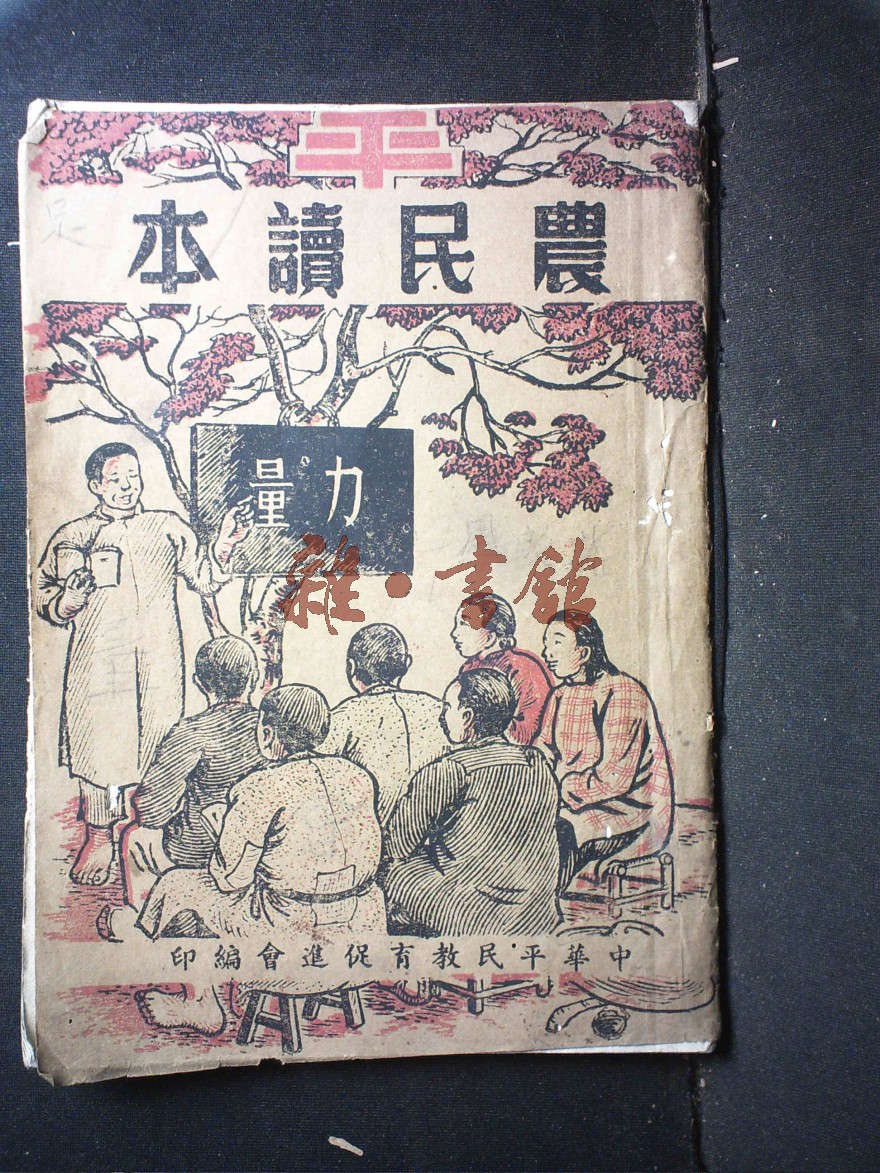 平
農民讀本
力量
雜·書館
中華平民教育促進會編印